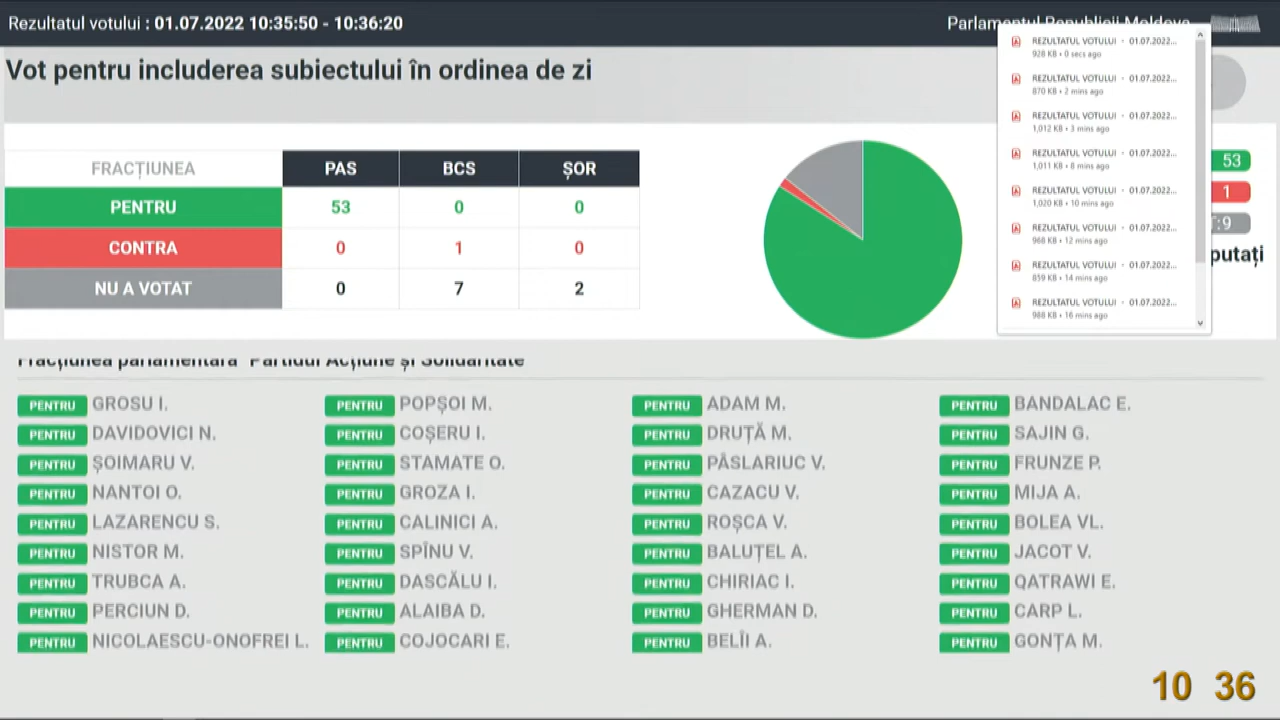 Rezultatul votului : 01.07.2022 10:35:50 - 10:36:20
Parlamentul Republicii Moldova
Vot pentru includerea subiectului în ordinea de zi
FRACȚIUNEA PAS BCS ȘOR
PENTRU 53 0 0
CONTRA 0 1 0
NU A VOTAT 0 7 2
REZULTATUL VOTULUI - 01.07.2022...
928 KB • 0 secs ago
REZULTATUL VOTULUI - 01.07.2022...
870 KB • 2 mins ago
REZULTATUL VOTULUI - 01.07.2022...
1,012 KB • 3 mins ago
REZULTATUL VOTULUI - 01.07.2022...
1,011 KB • 8 mins ago
REZULTATUL VOTULUI - 01.07.2022...
1,020 KB • 10 mins ago
REZULTATUL VOTULUI - 01.07.2022...
968 KB • 12 mins ago
REZULTATUL VOTULUI - 01.07.2022...
859 KB • 14 mins ago
REZULTATUL VOTULUI - 01.07.2022...
988 KB • 16 mins ago
53
1
:9
putați
Fracțiunea parlamentară "Partidul Acțiune și Solidaritate
PENTRU GROSU I. PENTRU POPȘOI M. PENTRU ADAM M. PENTRU BANDALAC E.
PENTRU DAVIDOVICI N. PENTRU COȘERU I. PENTRU DRUȚĂ M. PENTRU SAJIN G.
PENTRU ȘOIMARU V. PENTRU STAMATE O. PENTRU PÂSLARIUC V. PENTRU FRUNZE P.
PENTRU NANTOI O. PENTRU GROZA I. PENTRU CAZACU V. PENTRU MIJA A.
PENTRU LAZARENCU S. PENTRU CALINICI A. PENTRU ROȘCA V. PENTRU BOLEA VL.
PENTRU NISTOR M. PENTRU SPÎNU V. PENTRU BALUȚEL A. PENTRU JACOT V.
PENTRU TRUBCA A. PENTRU DASCĂLU I. PENTRU CHIRIAC I. PENTRU QATRAWI E.
PENTRU PERCIUN D. PENTRU ALAIBA D. PENTRU GHERMAN D. PENTRU CARP L.
PENTRU NICOLAESCU-ONOFREI L. PENTRU COJOCARI E. PENTRU BELÎI A. PENTRU GONȚA M.
10 36